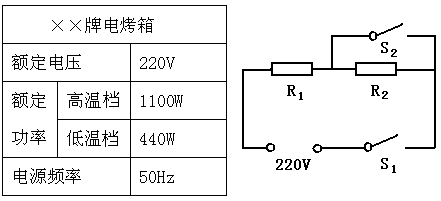 ××牌电烤箱
额定电压 220V
额定功率 高温档 1100W
低温档 440W
电源频率 50Hz
S2
R1 R2
220V S1